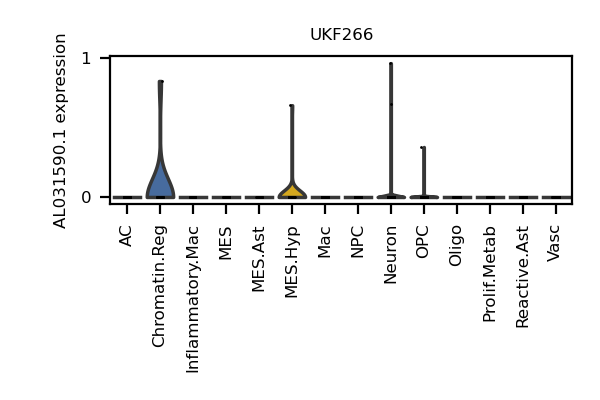 UKF266
AL031590.1 expression
1
0
AC
Chromatin.Reg
Inflammatory.Mac
MES
MES.Ast
MES.Hyp
Mac
NPC
Neuron
OPC
Oligo
Prolif.Metab
Reactive.Ast
Vasc